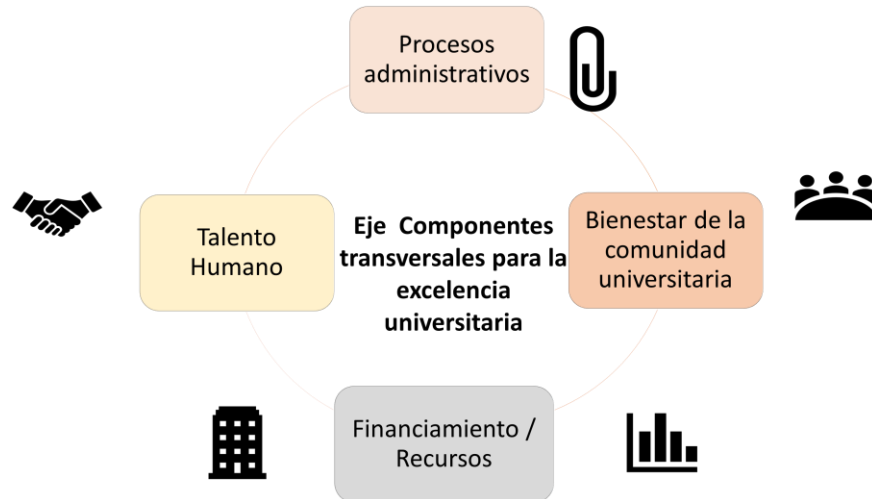 Procesos
administrativos
Talento
Humano
Eje  Componentes
transversales para la
excelencia
universitaria
Bienestar de la
comunidad
universitaria
Financiamiento /
Recursos